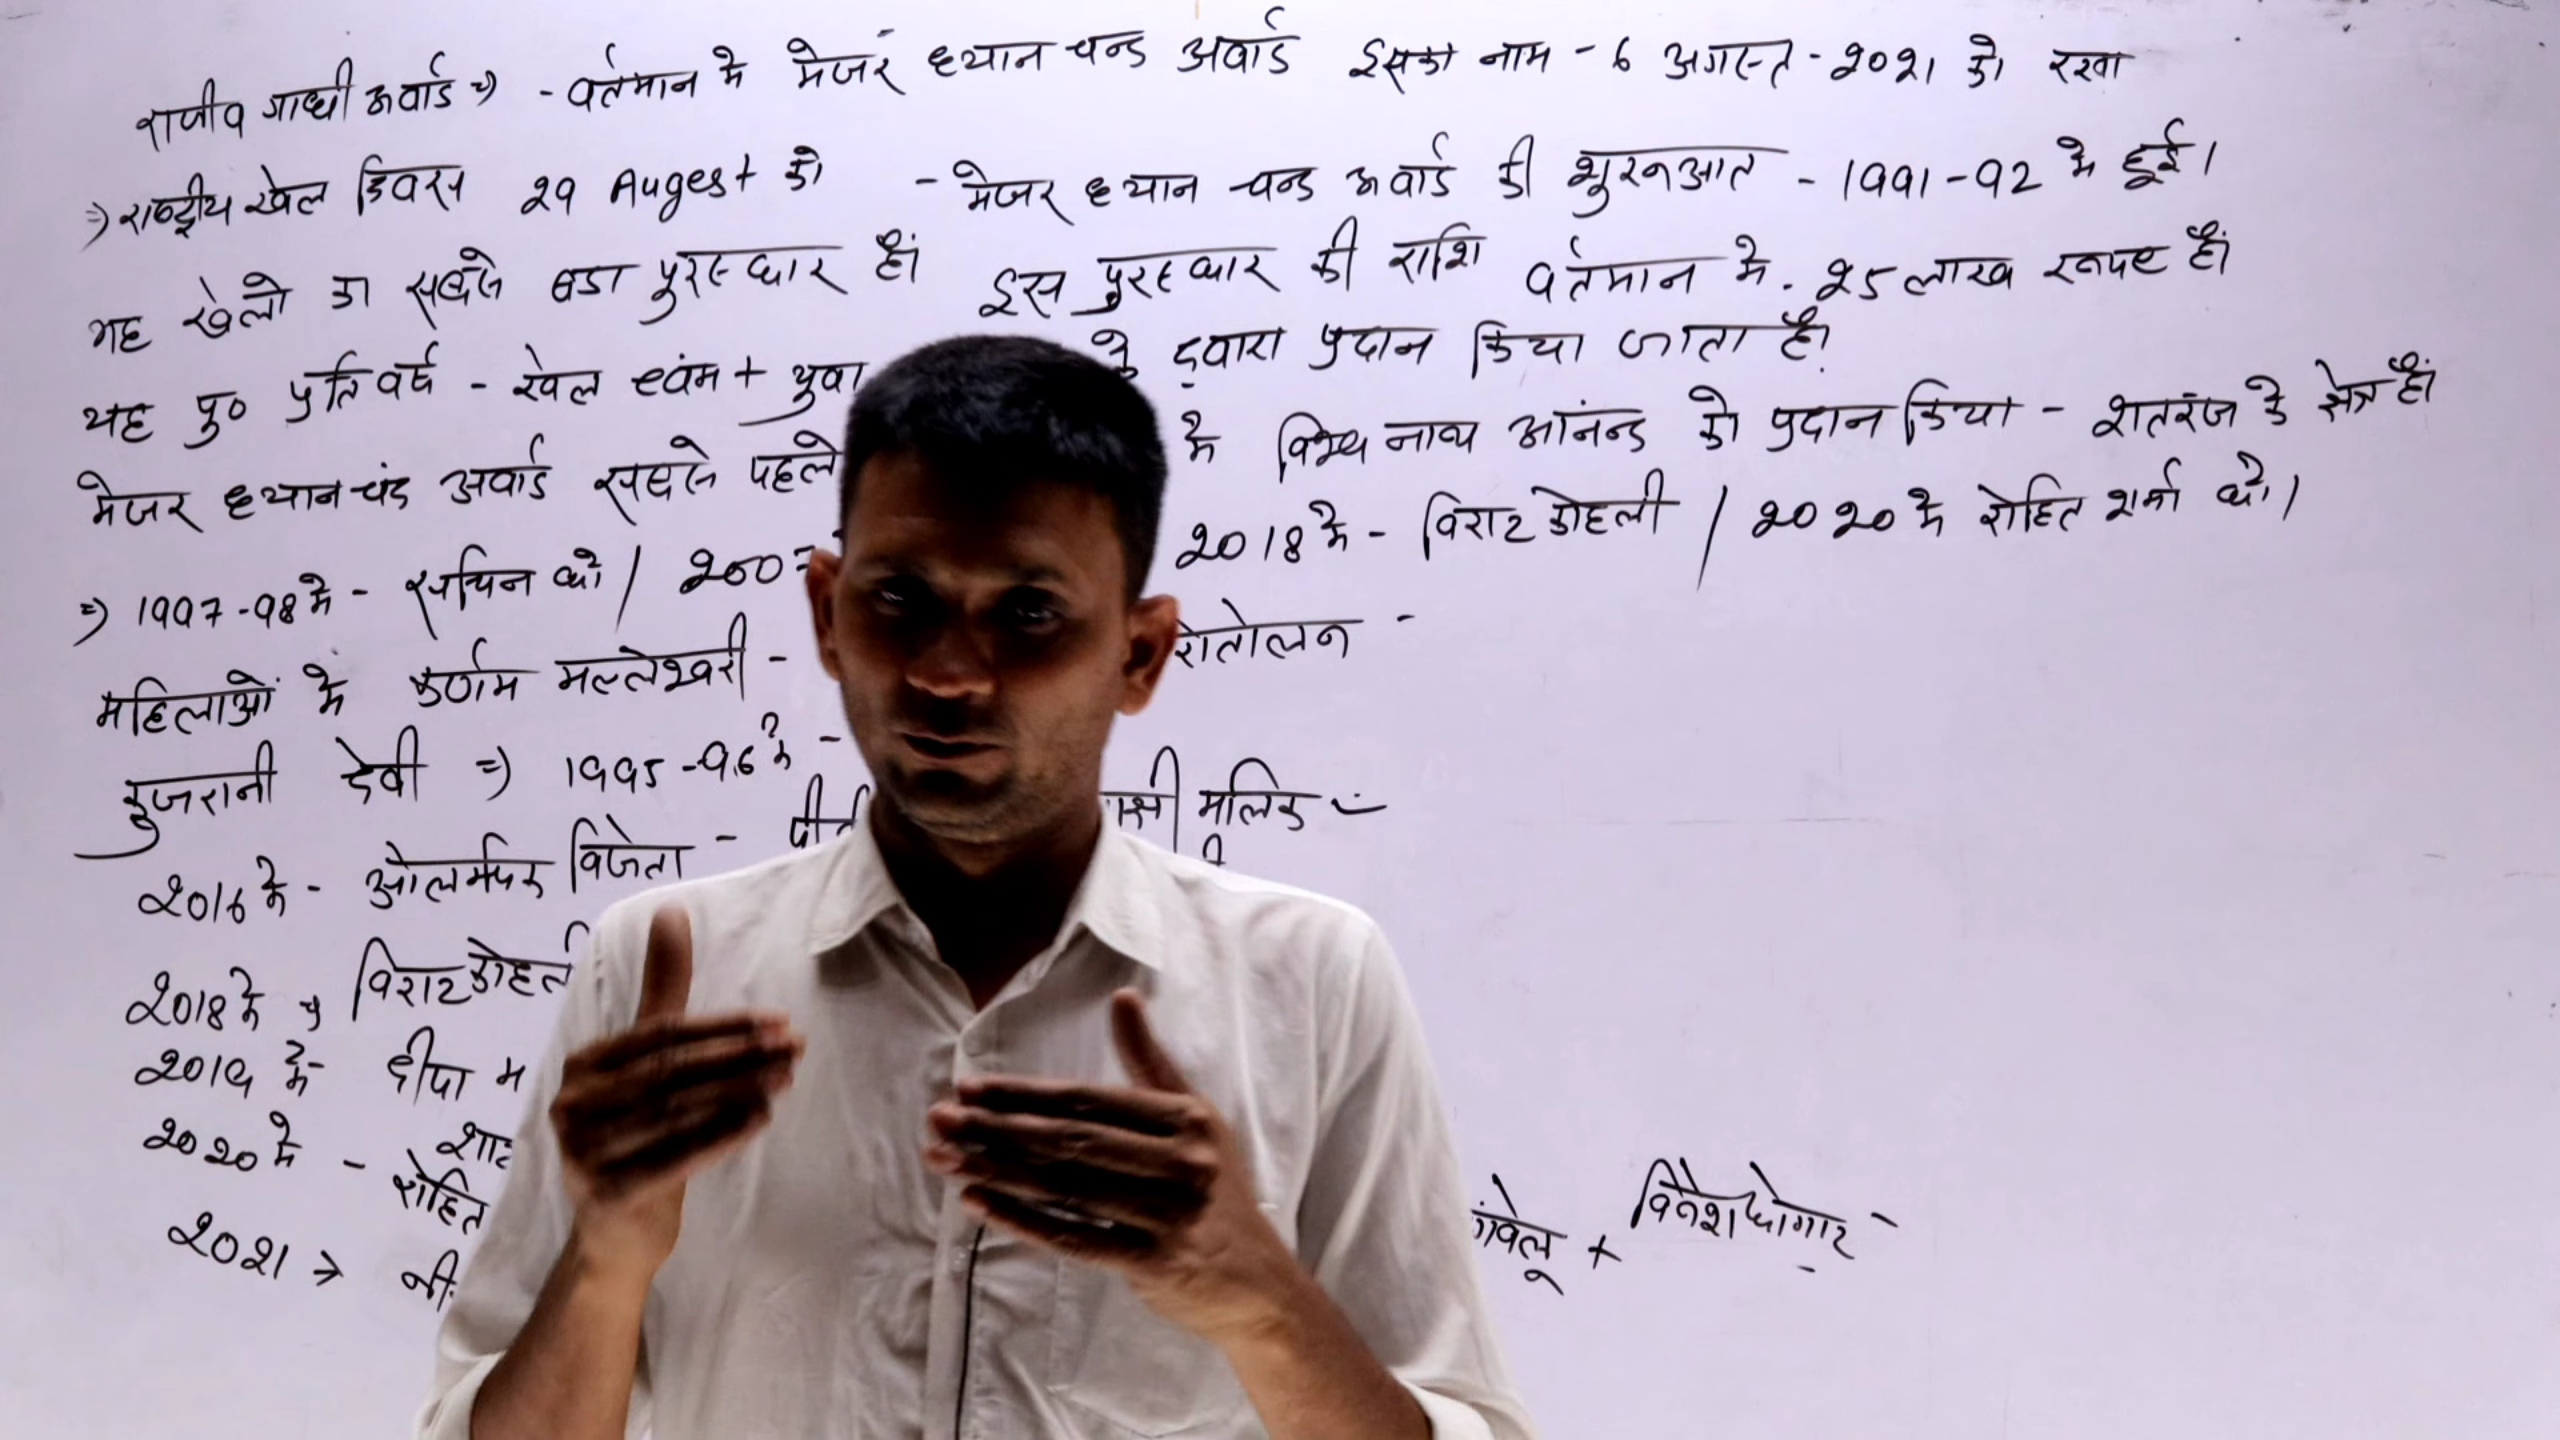 राजीव गाधी अवार्ड => - वर्तमान मे मेजर ध्यान चन्ड अवार्ड इसका नाम - 6 अगस्त - 2021 को रखा
=> राष्ट्रीय खेल दिवस 29 Augest को - मेजर ध्यान चन्ड अवार्ड की शुरुआत - 1991-92 मे हुई।
यह खेलो का सबसे बडा पुरस्कार है। इस पुरस्कार की राशि वर्तमान मे . 25 लाख रुपए है।
यह पु० प्रतिवर्ष - खेल एवंम + युवा के द्वारा प्रदान किया जाता है।
मेजर ध्यान चंड अवार्ड सबसे पहले मे विश्व नाथ आंनन्ड को प्रदान किया - शतरंज के क्षेत्र है।
=> 1997-98 मे - सचिन को / 200 2018 मे - विराट कोहली / 2020 मे रोहित शर्मा को।
महिलाओं मे कर्णम मल्लेश्वरी - रोतोलन -
कुजरानी देवी => 1995-96 मे -
2016 मे - ओलम्पिक विजेता - पी क्षी मलिक -
2018 मे विराट कोहली
2019 मे दीपा म
2020 मे - रोहित
2021 → नी गवेलू + विनेश फोगाट -